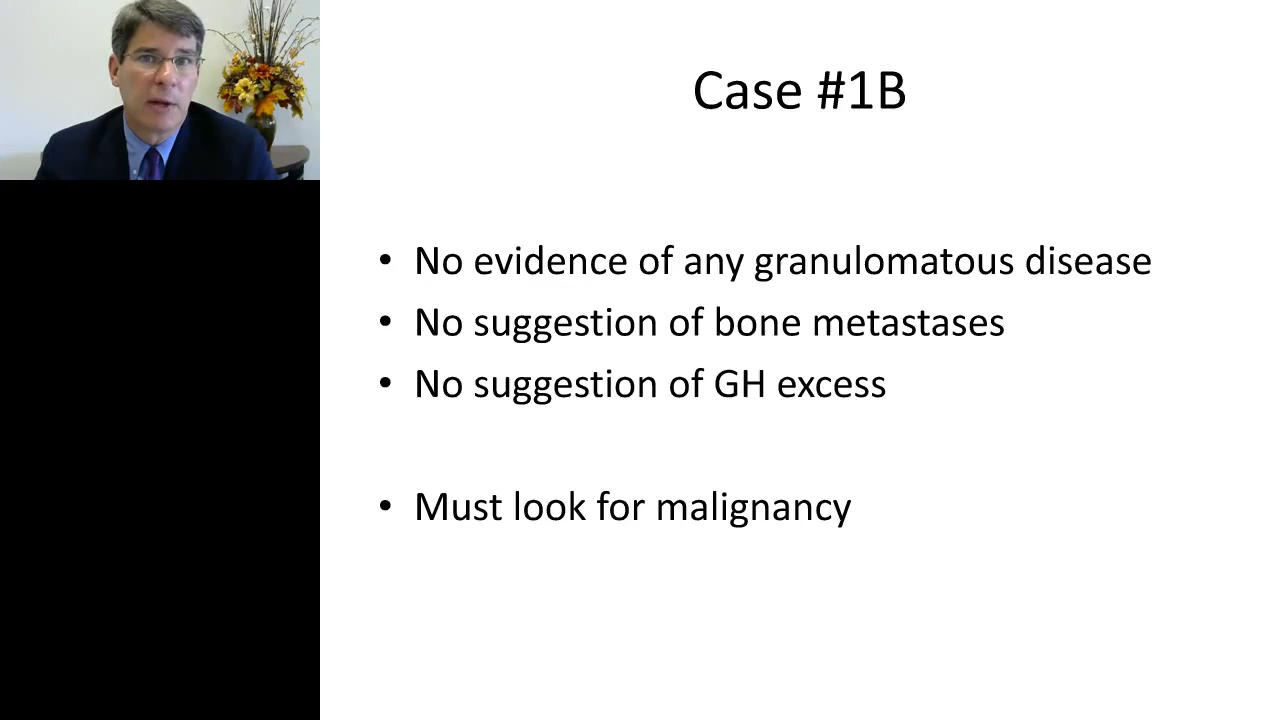 Case #1B
• No evidence of any granulomatous disease
• No suggestion of bone metastases
• No suggestion of GH excess
• Must look for malignancy